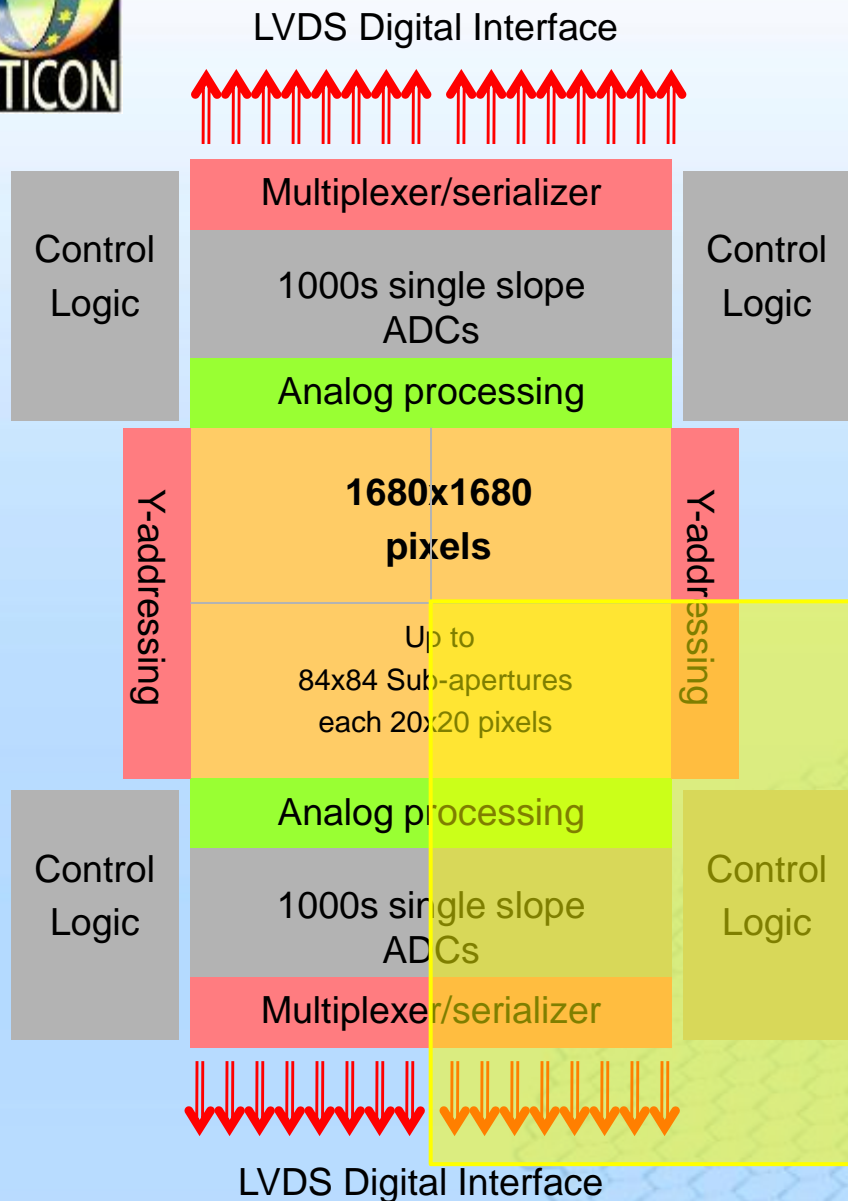 LVDS Digital Interface
TICON
Multiplexer/serializer
Control
Logic
1000s single slope
ADCs
Control
Logic
Analog processing
Y-addressing
1680x1680
pixels
Y-addressing
Up to
84x84 Sub-apertures
each 20x20 pixels
Analog processing
Control
Logic
1000s single slope
ADCs
Control
Logic
Multiplexer/serializer
LVDS Digital Interface